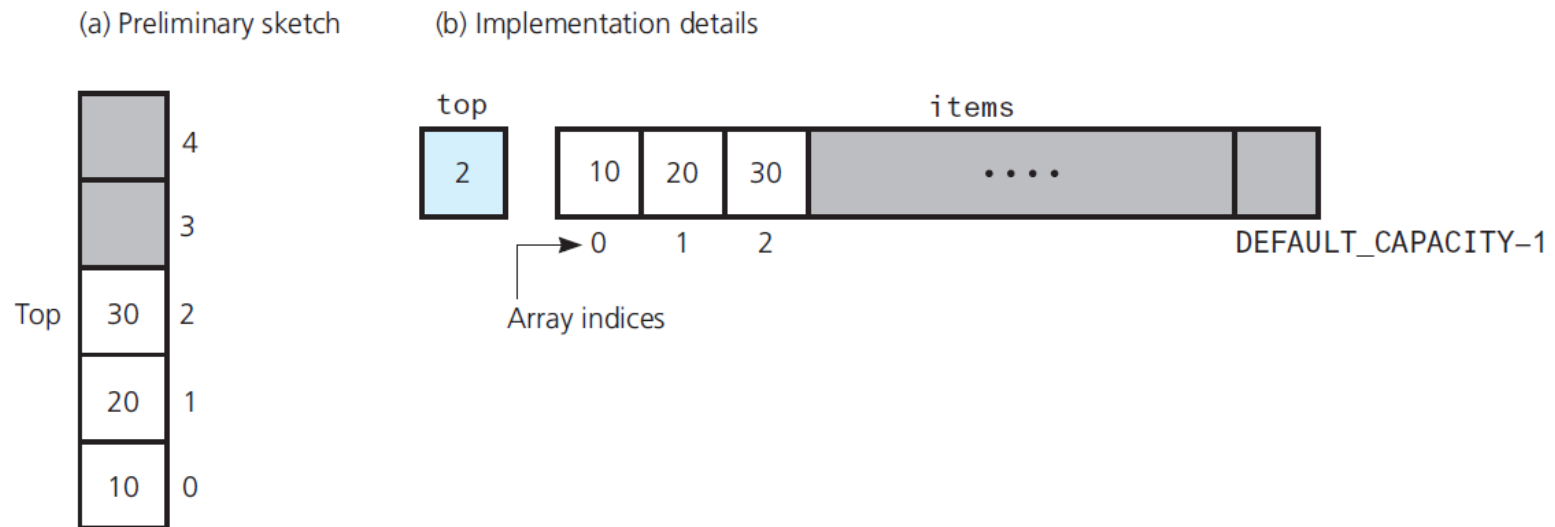 (a) Preliminary sketch
4
3
Top 30 2
20 1
10 0
(b) Implementation details
top items
2 10 20 30 ••••
0 1 2 DEFAULT_CAPACITY–1
Array indices